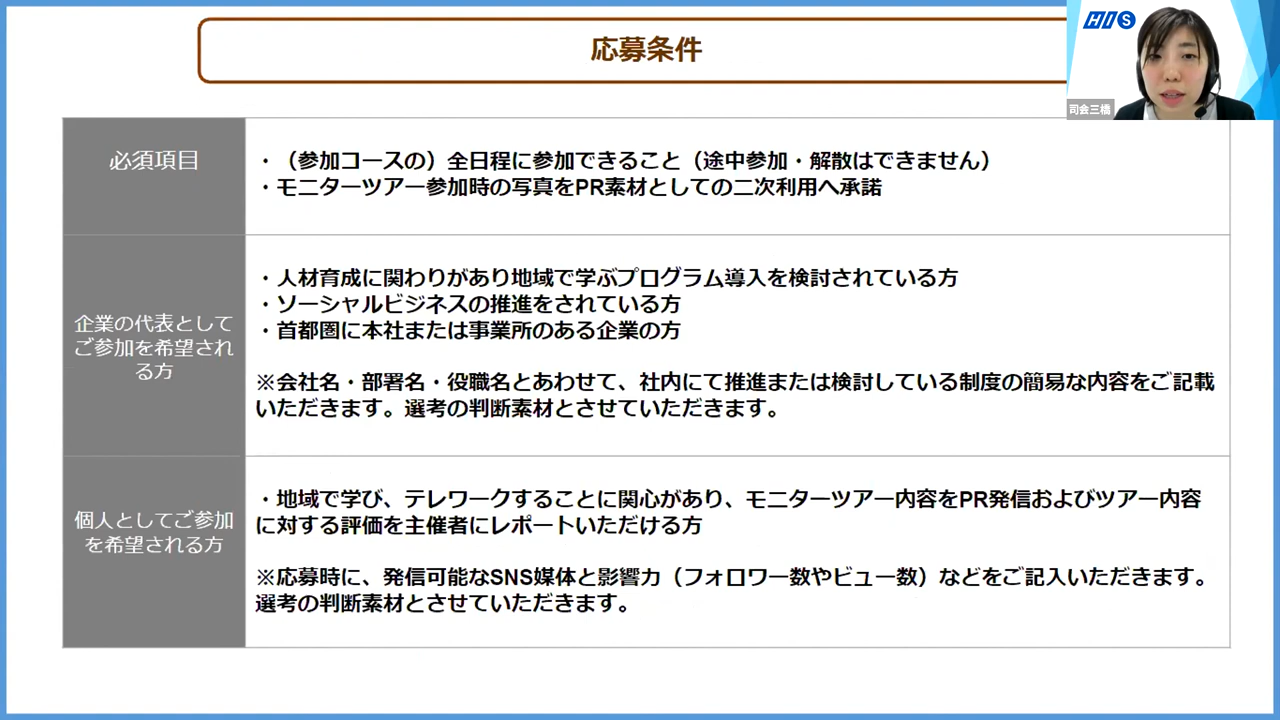 応募条件
HIS
司会三橋
必須項目
・（参加コースの）全日程に参加できること（途中参加・解散はできません）
・モニターツアー参加時の写真をPR素材としての二次利用へ承諾
企業の代表として
ご参加を希望され
る方
・人材育成に関わりがあり地域で学ぶプログラム導入を検討されている方
・ソーシャルビジネスの推進をされている方
・首都圏に本社または事業所のある企業の方
※会社名・部署名・役職名とあわせて、社内にて推進または検討している制度の簡易な内容をご記載
いただきます。選考の判断素材とさせていただきます。
個人としてご参加
を希望される方
・地域で学び、テレワークすることに関心があり、モニターツアー内容をPR発信およびツアー内容
に対する評価を主催者にレポートいただける方
※応募時に、発信可能なSNS媒体と影響力（フォロワー数やビュー数）などをご記入いただきます。
選考の判断素材とさせていただきます。